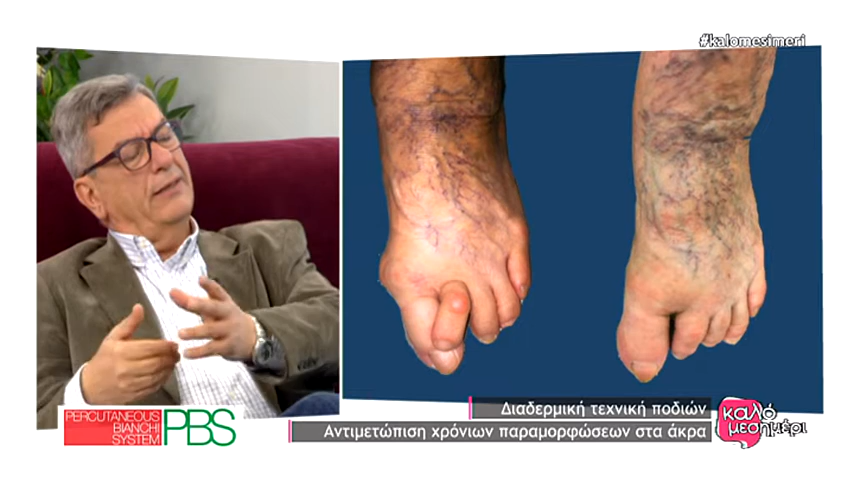 #kalomesimeri
Διαδερμική τεχνική ποδιών
Αντιμετώπιση χρόνιων παραμορφώσεων στα άκρα
καλό
μεσημέρι
PERCUTANEOUS
BIANCHI
SYSTEM
PBS